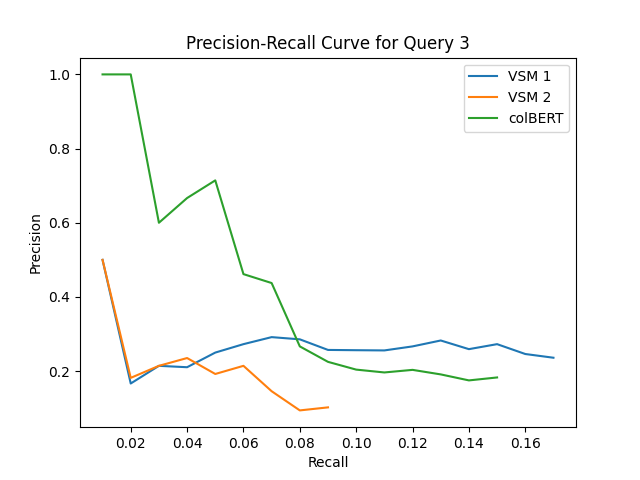 Precision-Recall Curve for Query 3
VSM 1
VSM 2
colBERT
Precision
1.0
0.8
0.6
0.4
0.2
0.02 0.04 0.06 0.08 0.10 0.12 0.14 0.16
Recall